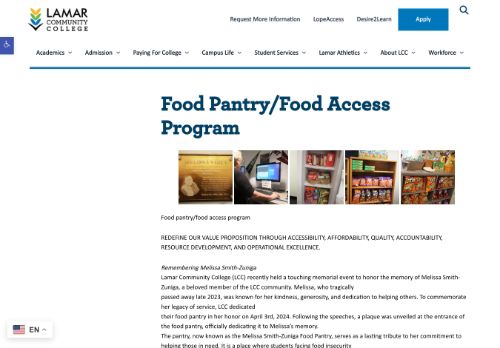 LAMAR
COMMUNITY
COLLEGE
Request More Information
LopeAccess
Desire2Learn
Apply
Academics
Admission
Paying For College
Campus Life
Student Services
Lamar Athletics
About LCC
Workforce
Food Pantry/Food Access
Program
Food pantry/food access program
REDEFINE OUR VALUE PROPOSITION THROUGH ACCESSIBILITY, AFFORDABILITY, QUALITY, ACCOUNTABILITY,
RESOURCE DEVELOPMENT, AND OPERATIONAL EXCELLENCE.
Remembering Melissa Smith-Zuniga
Lamar Community College (LCC) recently held a touching memorial event to honor the memory of Melissa Smith-
Zuniga, a beloved member of the LCC community. Melissa, who tragically
passed away late 2023, was known for her kindness, generosity, and dedication to helping others. To commemorate
her legacy of service, LCC dedicated
their food pantry in her honor on April 3rd, 2024. Following the speeches, a plaque was unveiled at the entrance
of the food pantry, officially dedicating it to Melissa's memory.
The pantry, now known as the Melissa Smith-Zuniga Food Pantry, serves as a lasting tribute to her commitment to
helping those in need. It is a place where students facing food insecurity
EN